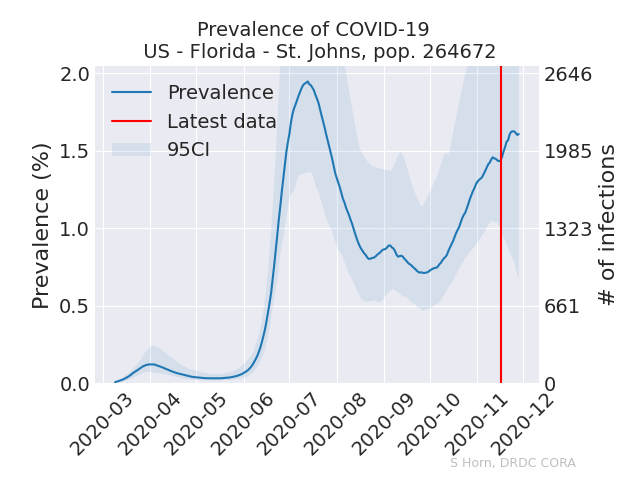 Prevalence of COVID-19
US - Florida - St. Johns, pop. 264672
Prevalence (%)
2.0
1.5
1.0
0.5
0.0
Prevalence
Latest data
95CI
2646
1985
1323
661
0
# of infections
2020-03
2020-04
2020-05
2020-06
2020-07
2020-08
2020-09
2020-10
2020-11
2020-12
S Horn, DRDC CORA